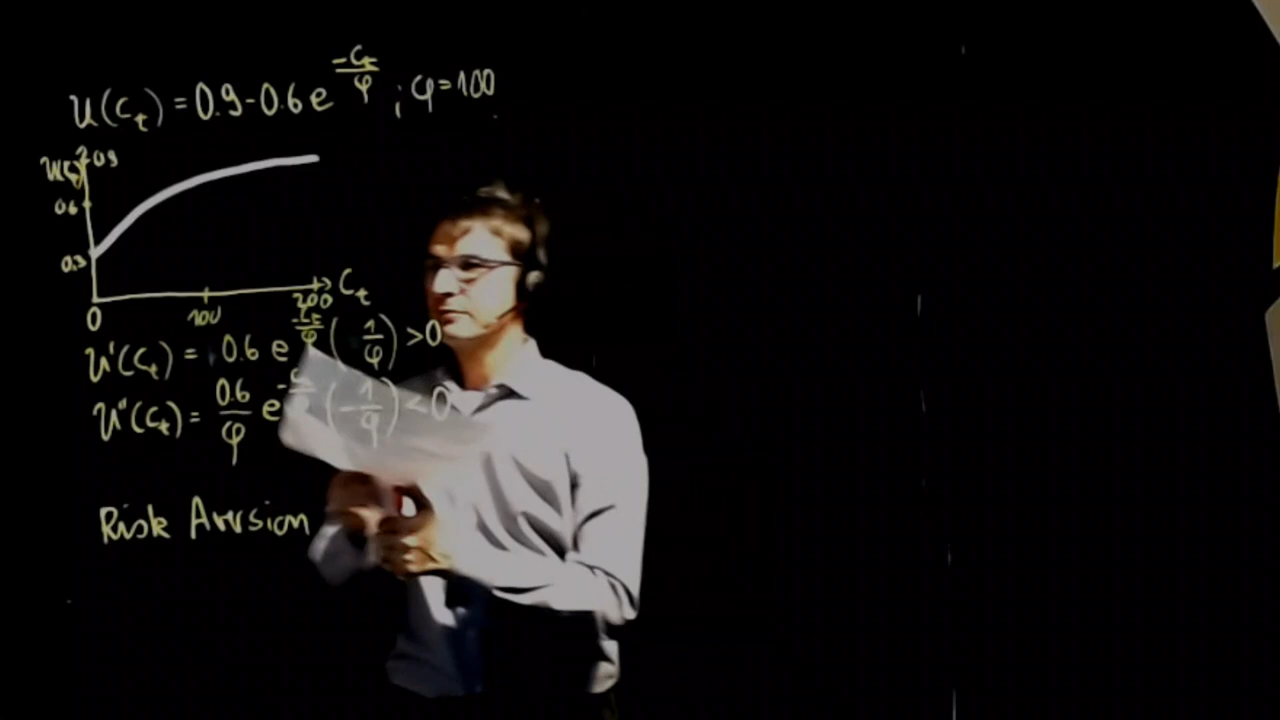 u(C_t) = 0.9 - 0.6 e^{-C_t/φ} ; φ = 100
u(C_t) 0.9
0.6
0.3
0 100 200 C_t
u'(C_t) = 0.6 e^{-C_t/φ} (1/φ) > 0
u''(C_t) = 0.6/φ e (-1/φ) < 0
Risk Aversion